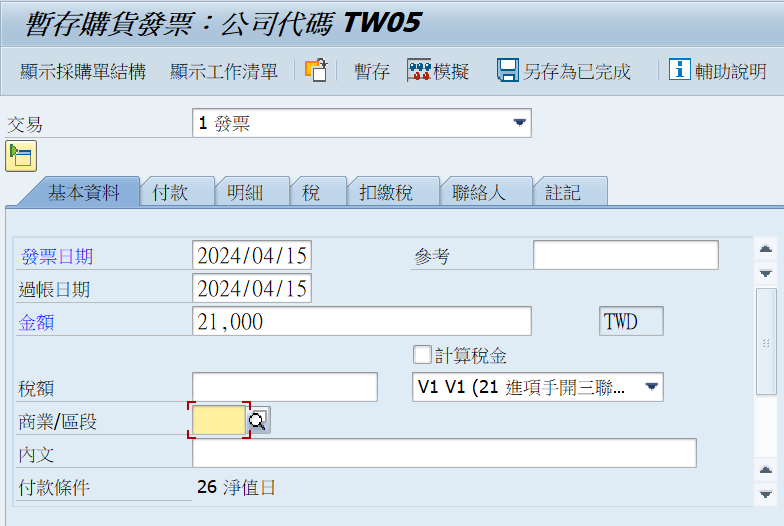 暫存購貨發票：公司代碼 TW05
顯示採購單結構 顯示工作清單 暫存 模擬 另存為已完成 輔助說明
交易 1 發票
基本資料 付款 明細 稅 扣繳稅 聯絡人 註記
發票日期 2024/04/15 參考
過帳日期 2024/04/15
金額 21,000 TWD
計算稅金
稅額 V1 V1 (21 進項手開三聯...
商業/區段
內文
付款條件 26 淨值日